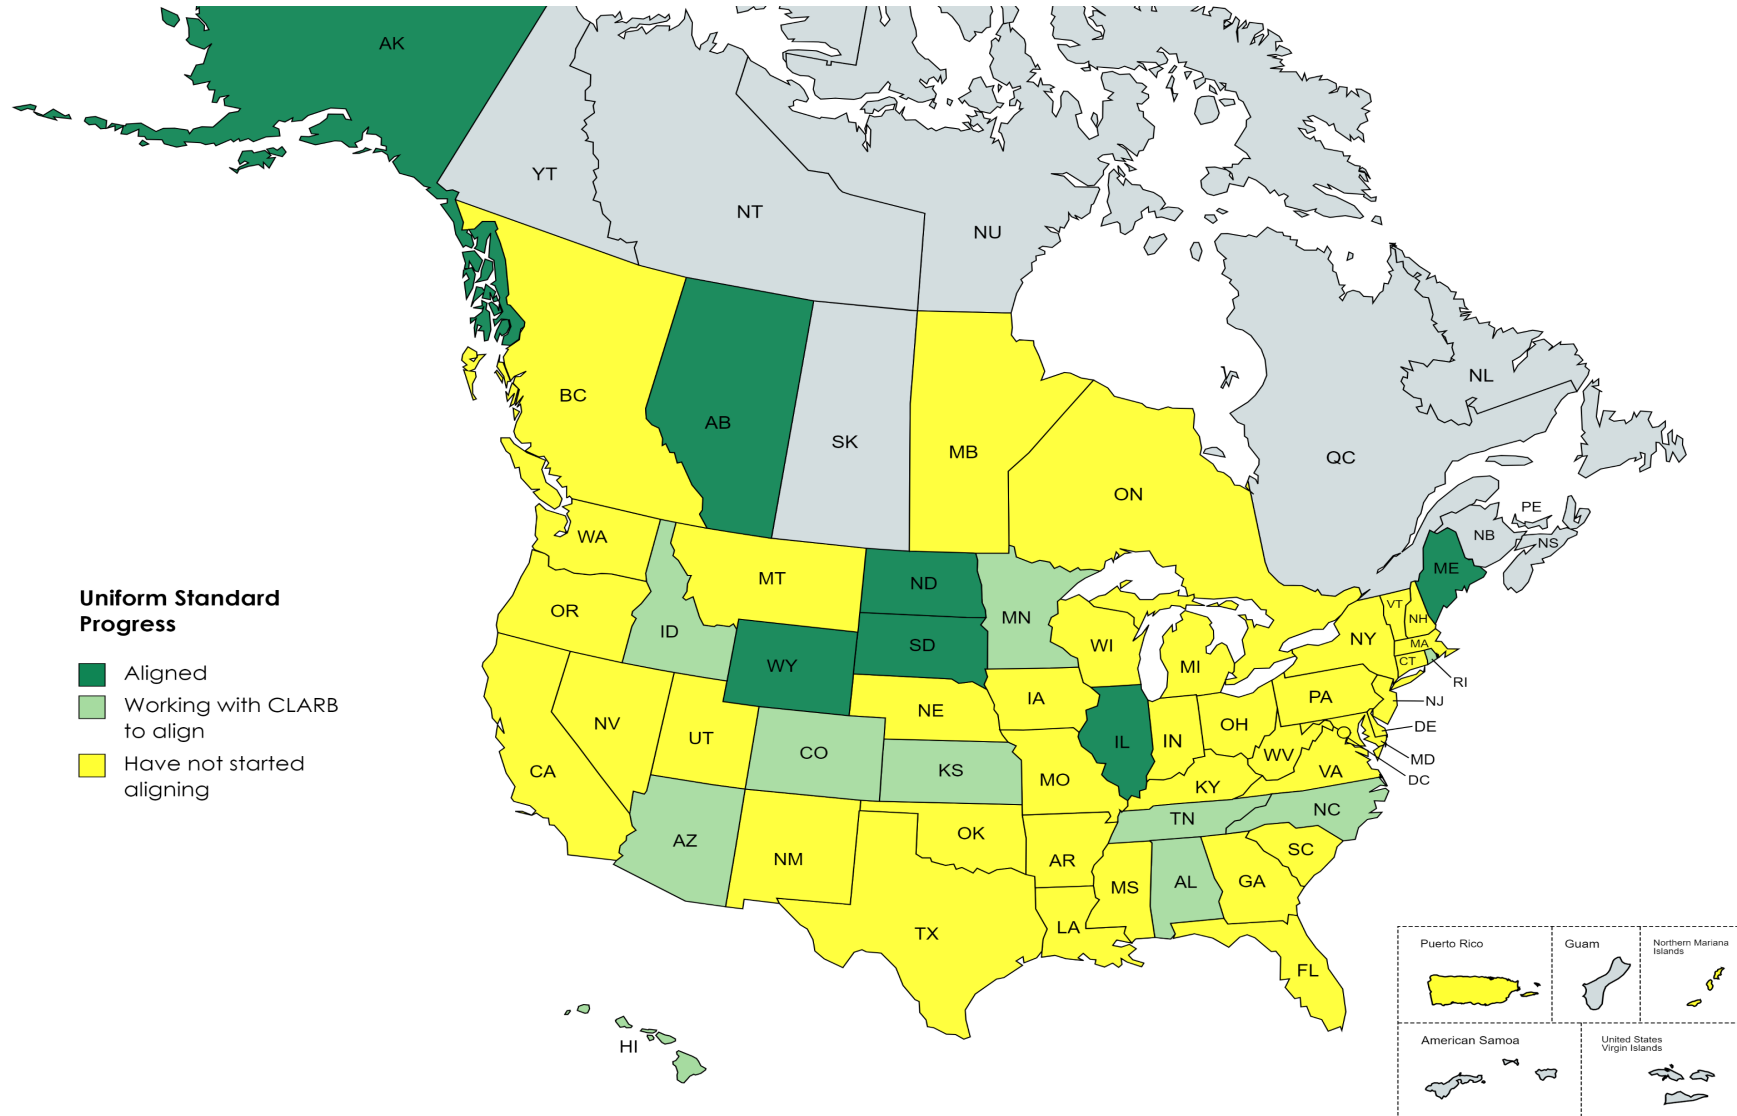 AK
YT
NT
NU
BC
AB
SK
MB
ON
QC
NL
PE
NB
NS
WA
MT
ND
MN
ME
OR
ID
WY
SD
WI
MI
NY
VT
NH
MA
CT
RI
NJ
DE
MD
DC
PA
IA
NE
NV
UT
CO
KS
IL
IN
OH
WV
VA
KY
MO
CA
AZ
NM
OK
AR
TN
NC
SC
MS
AL
GA
LA
TX
FL
HI
Uniform Standard
Progress
Aligned
Working with CLARB
to align
Have not started
aligning
Puerto Rico
Guam
Northern Mariana
Islands
American Samoa
United States
Virgin Islands